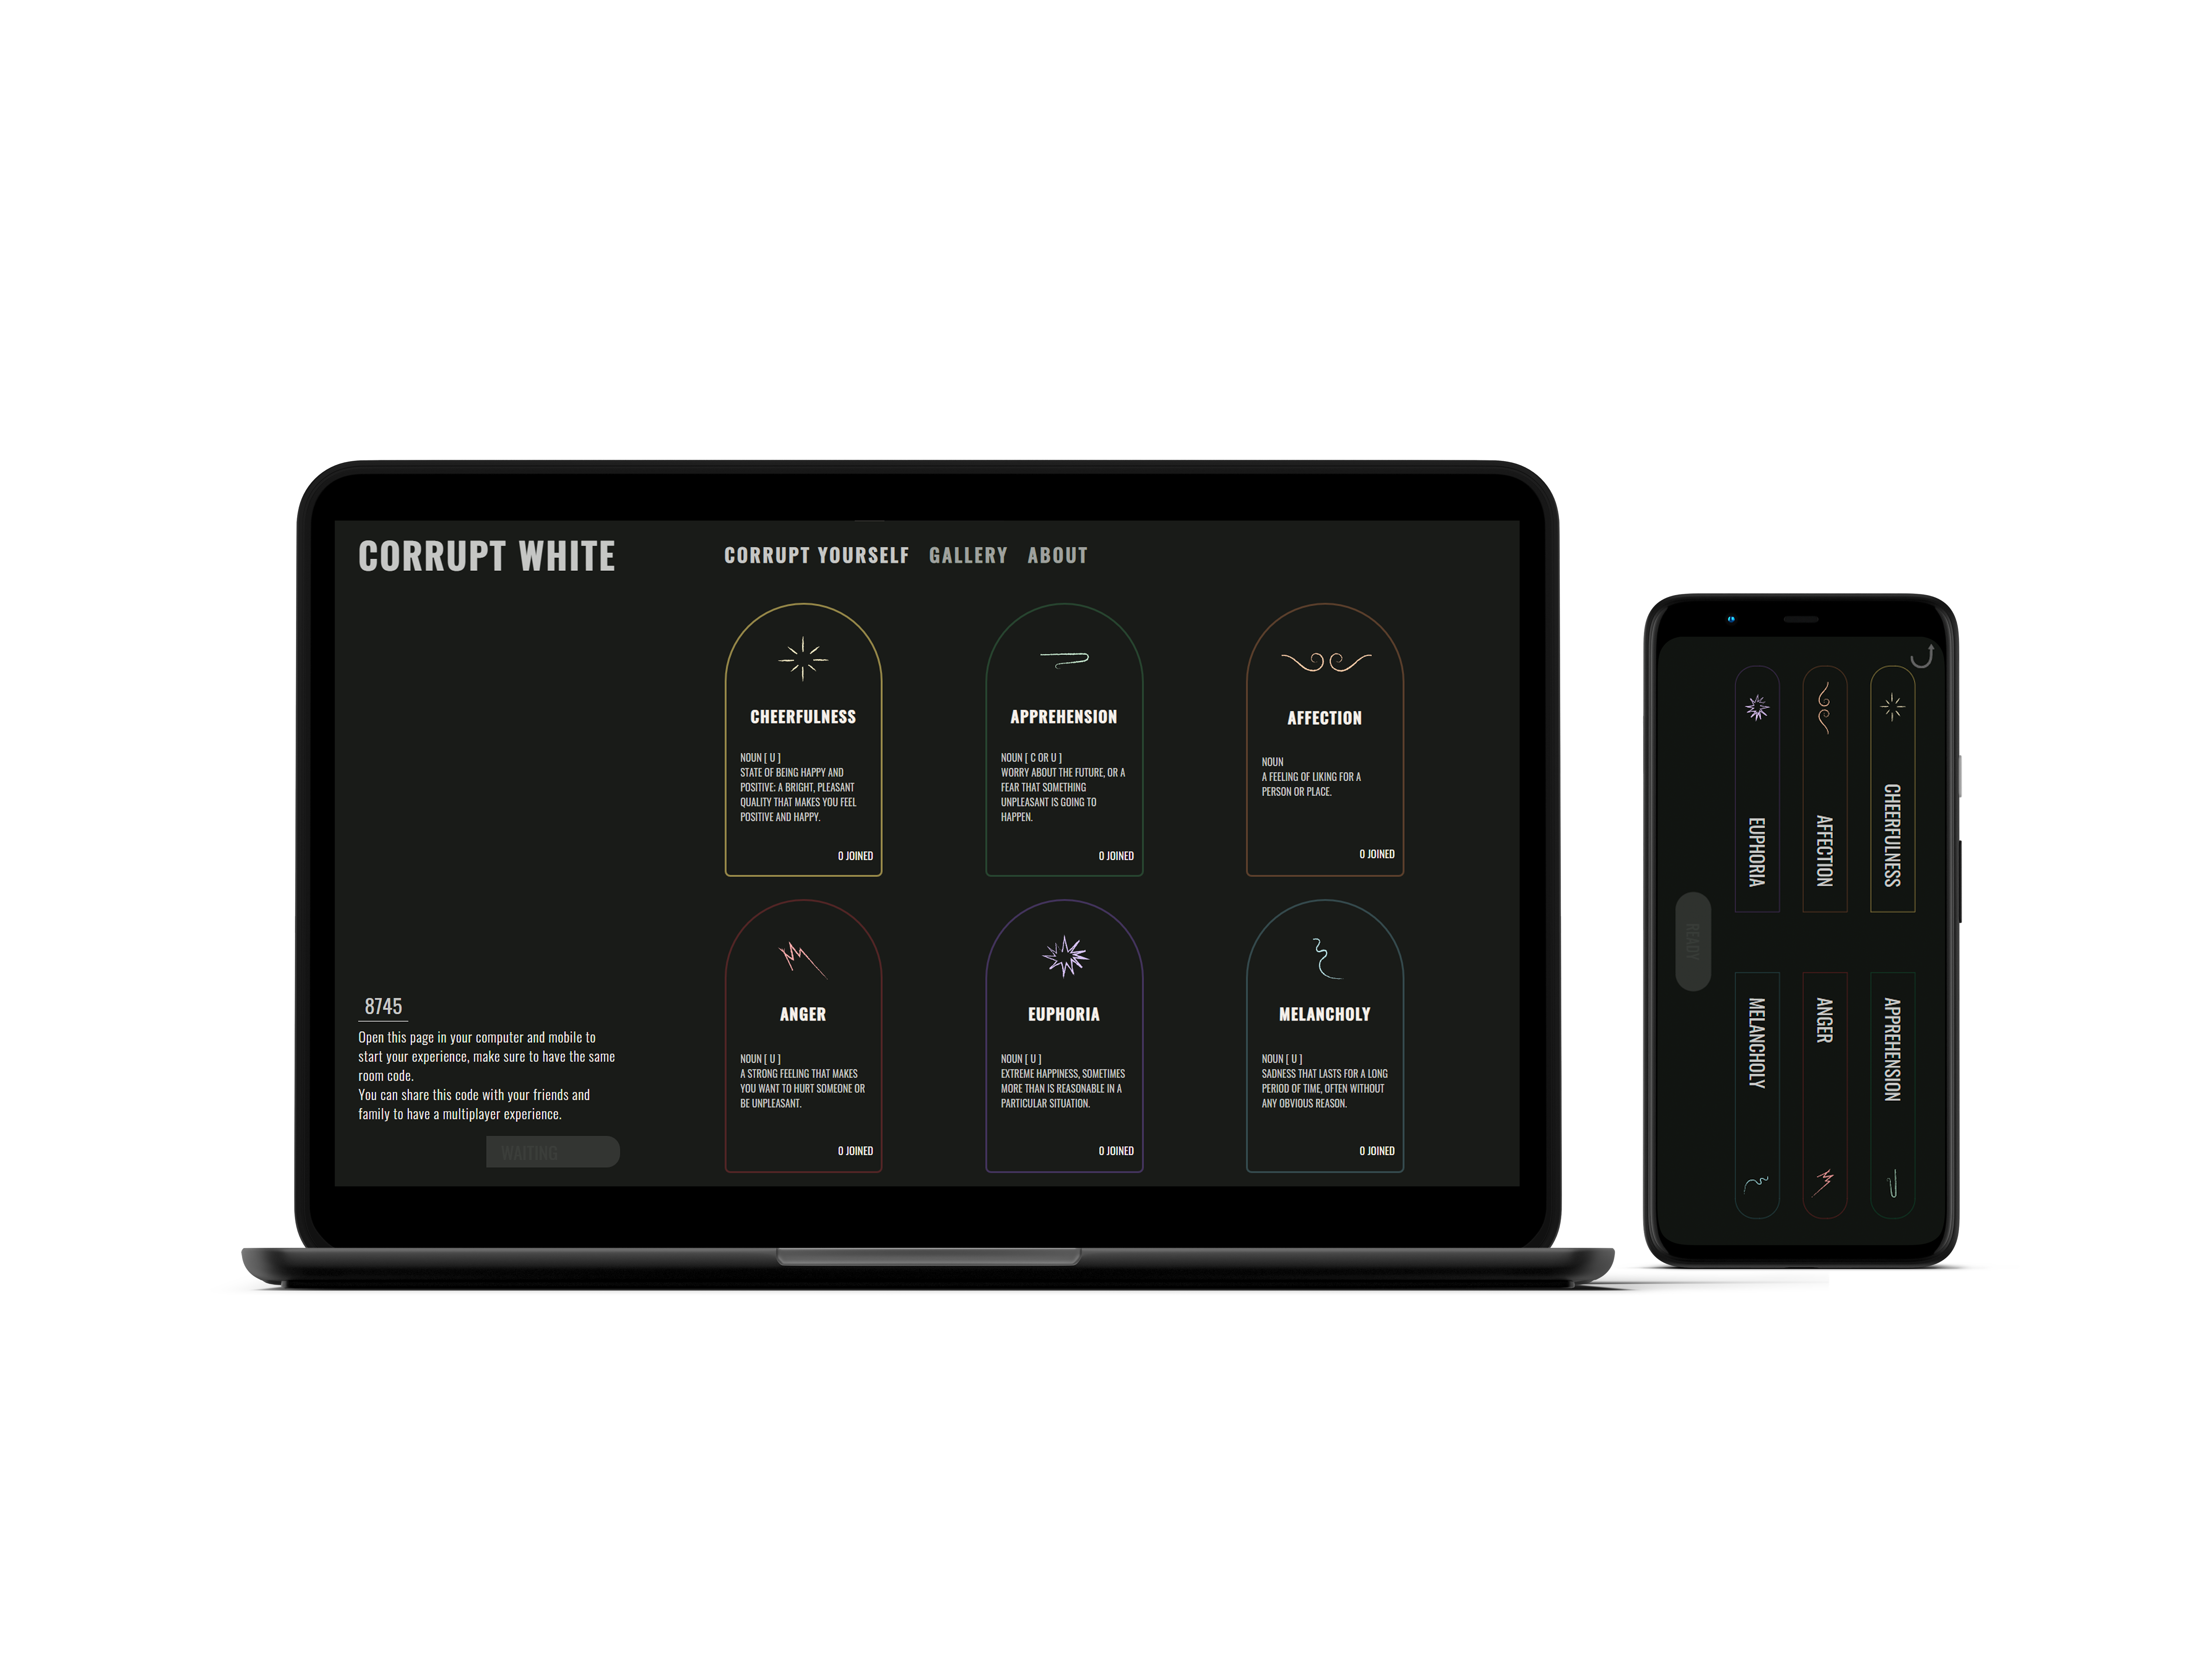 CORRUPT WHITE
CORRUPT YOURSELF GALLERY ABOUT
CHEERFULNESS
NOUN [ U ]
STATE OF BEING HAPPY AND
POSITIVE: A BRIGHT, PLEASANT
QUALITY THAT MAKES YOU FEEL
POSITIVE AND HAPPY.
0 JOINED
APPREHENSION
NOUN [ C OR U ]
WORRY ABOUT THE FUTURE, OR A
FEAR THAT SOMETHING
UNPLEASANT IS GOING TO
HAPPEN.
0 JOINED
AFFECTION
NOUN
A FEELING OF LIKING FOR A
PERSON OR PLACE.
0 JOINED
ANGER
NOUN [ U ]
A STRONG FEELING THAT MAKES
YOU WANT TO HURT SOMEONE OR
BE UNPLEASANT.
0 JOINED
EUPHORIA
NOUN [ U ]
EXTREME HAPPINESS, SOMETIMES
MORE THAN IS REASONABLE IN A
PARTICULAR SITUATION.
0 JOINED
MELANCHOLY
NOUN [ U ]
SADNESS THAT LASTS FOR A LONG
PERIOD OF TIME, OFTEN WITHOUT
ANY OBVIOUS REASON.
0 JOINED
8745
Open this page in your computer and mobile to
start your experience, make sure to have the same
room code.
You can share this code with your friends and
family to have a multiplayer experience.
WAITING
CHEERFULNESS
APPREHENSION
AFFECTION
ANGER
EUPHORIA
MELANCHOLY
READY